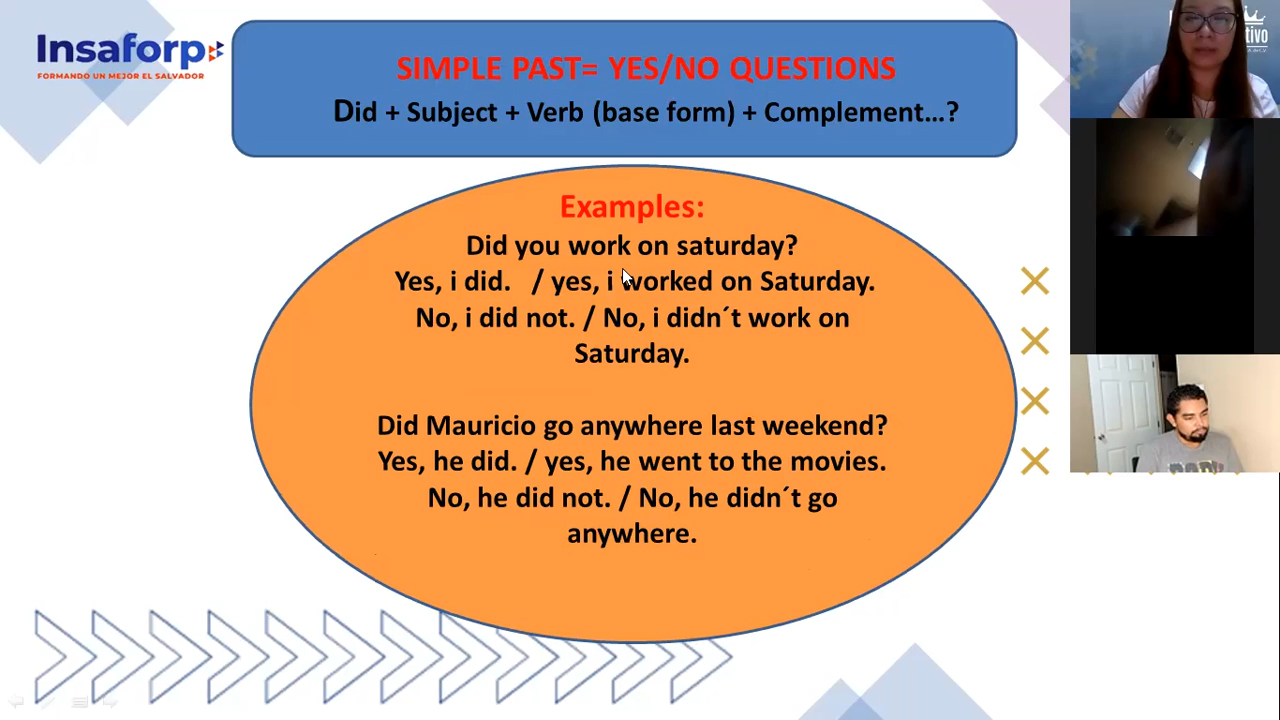 Insaforp
FORMANDO UN MEJOR EL SALVADOR
SIMPLE PAST= YES/NO QUESTIONS
Did + Subject + Verb (base form) + Complement...?
Examples:
Did you work on saturday?
Yes, i did. / yes, i worked on Saturday.
No, i did not. / No, i didn´t work on
Saturday.
Did Mauricio go anywhere last weekend?
Yes, he did. / yes, he went to the movies.
No, he did not. / No, he didn´t go
anywhere.